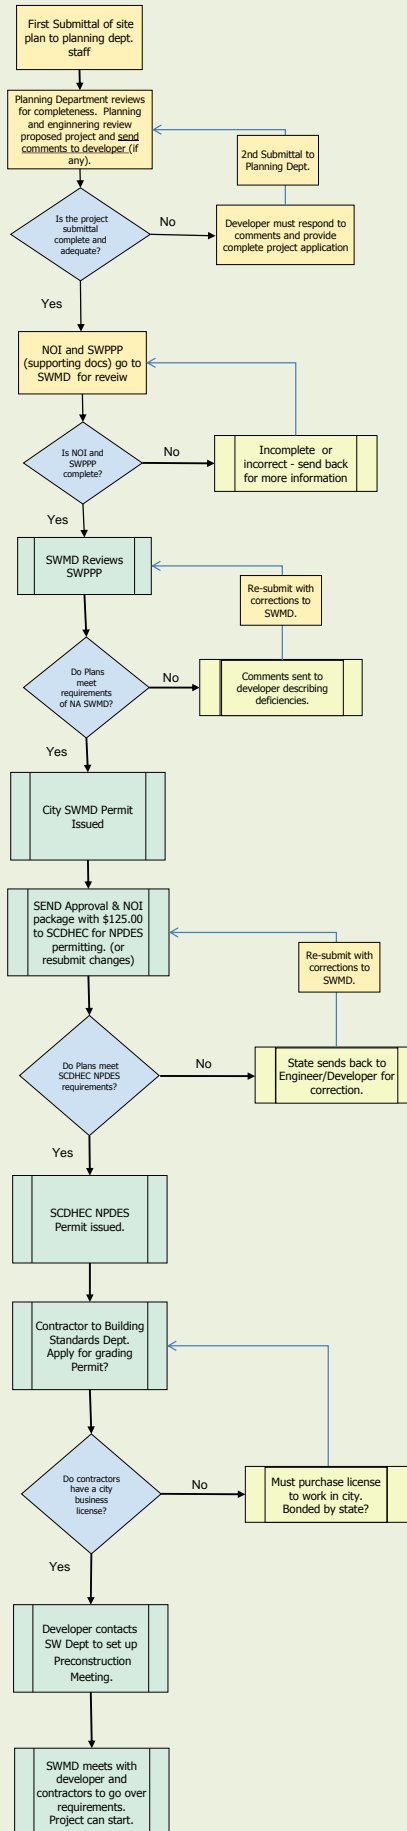 First Submittal of site
plan to planning dept.
staff
Planning Department reviews
for completeness. Planning
and enginnering review
proposed project and send
comments to developer (if
any).
2nd Submittal to
Planning Dept.
Is the project
submittal
complete and
adequate?
No
Developer must respond to
comments and provide
complete project application
Yes
NOI and SWPPP
(supporting docs) go to
SWMD for reveiw
Is NOI and
SWPPP
complete?
No
Incomplete or
incorrect - send back
for more information
Yes
SWMD Reviews
SWPPP
Re-submit with
corrections to
SWMD.
Do Plans
meet
requirements
of NA SWMD?
No
Comments sent to
developer describing
deficiencies.
Yes
City SWMD Permit
Issued
SEND Approval & NOI
package with $125.00
to SCDHEC for NPDES
permitting. (or
resubmit changes)
Re-submit with
corrections to
SWMD.
Do Plans meet
SCDHEC NPDES
requirements?
No
State sends back to
Engineer/Developer for
correction.
Yes
SCDHEC NPDES
Permit issued.
Contractor to Building
Standards Dept.
Apply for grading
Permit?
Do contractors
have a city
business
license?
No
Must purchase license
to work in city.
Bonded by state?
Yes
Developer contacts
SW Dept to set up
Preconstruction
Meeting.
SWMD meets with
developer and
contractors to go over
requirements.
Project can start.